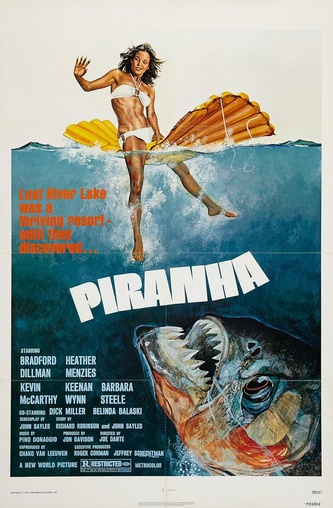 Lost River Lake
was a
thriving resort-
until they
discovered...
PIRANHA
STARRING
BRADFORD HEATHER
DILLMAN MENZIES
KEVIN KEENAN BARBARA
McCARTHY WYNN STEELE
CO-STARRING DICK MILLER BELINDA BALASKI
SCREENPLAY BY STORY BY
JOHN SAYLES RICHARD ROBINSON and JOHN SAYLES
MUSIC BY PRODUCED BY DIRECTED BY
PINO DONAGGIO JON DAVISON JOE DANTE
COPRODUCED BY EXECUTIVE PRODUCERS
CHAKO VAN LEEUWEN ROGER CORMAN JEFFREY SCHECHTMAN
A NEW WORLD PICTURE R RESTRICTED METROCOLOR
"PIRANHA"